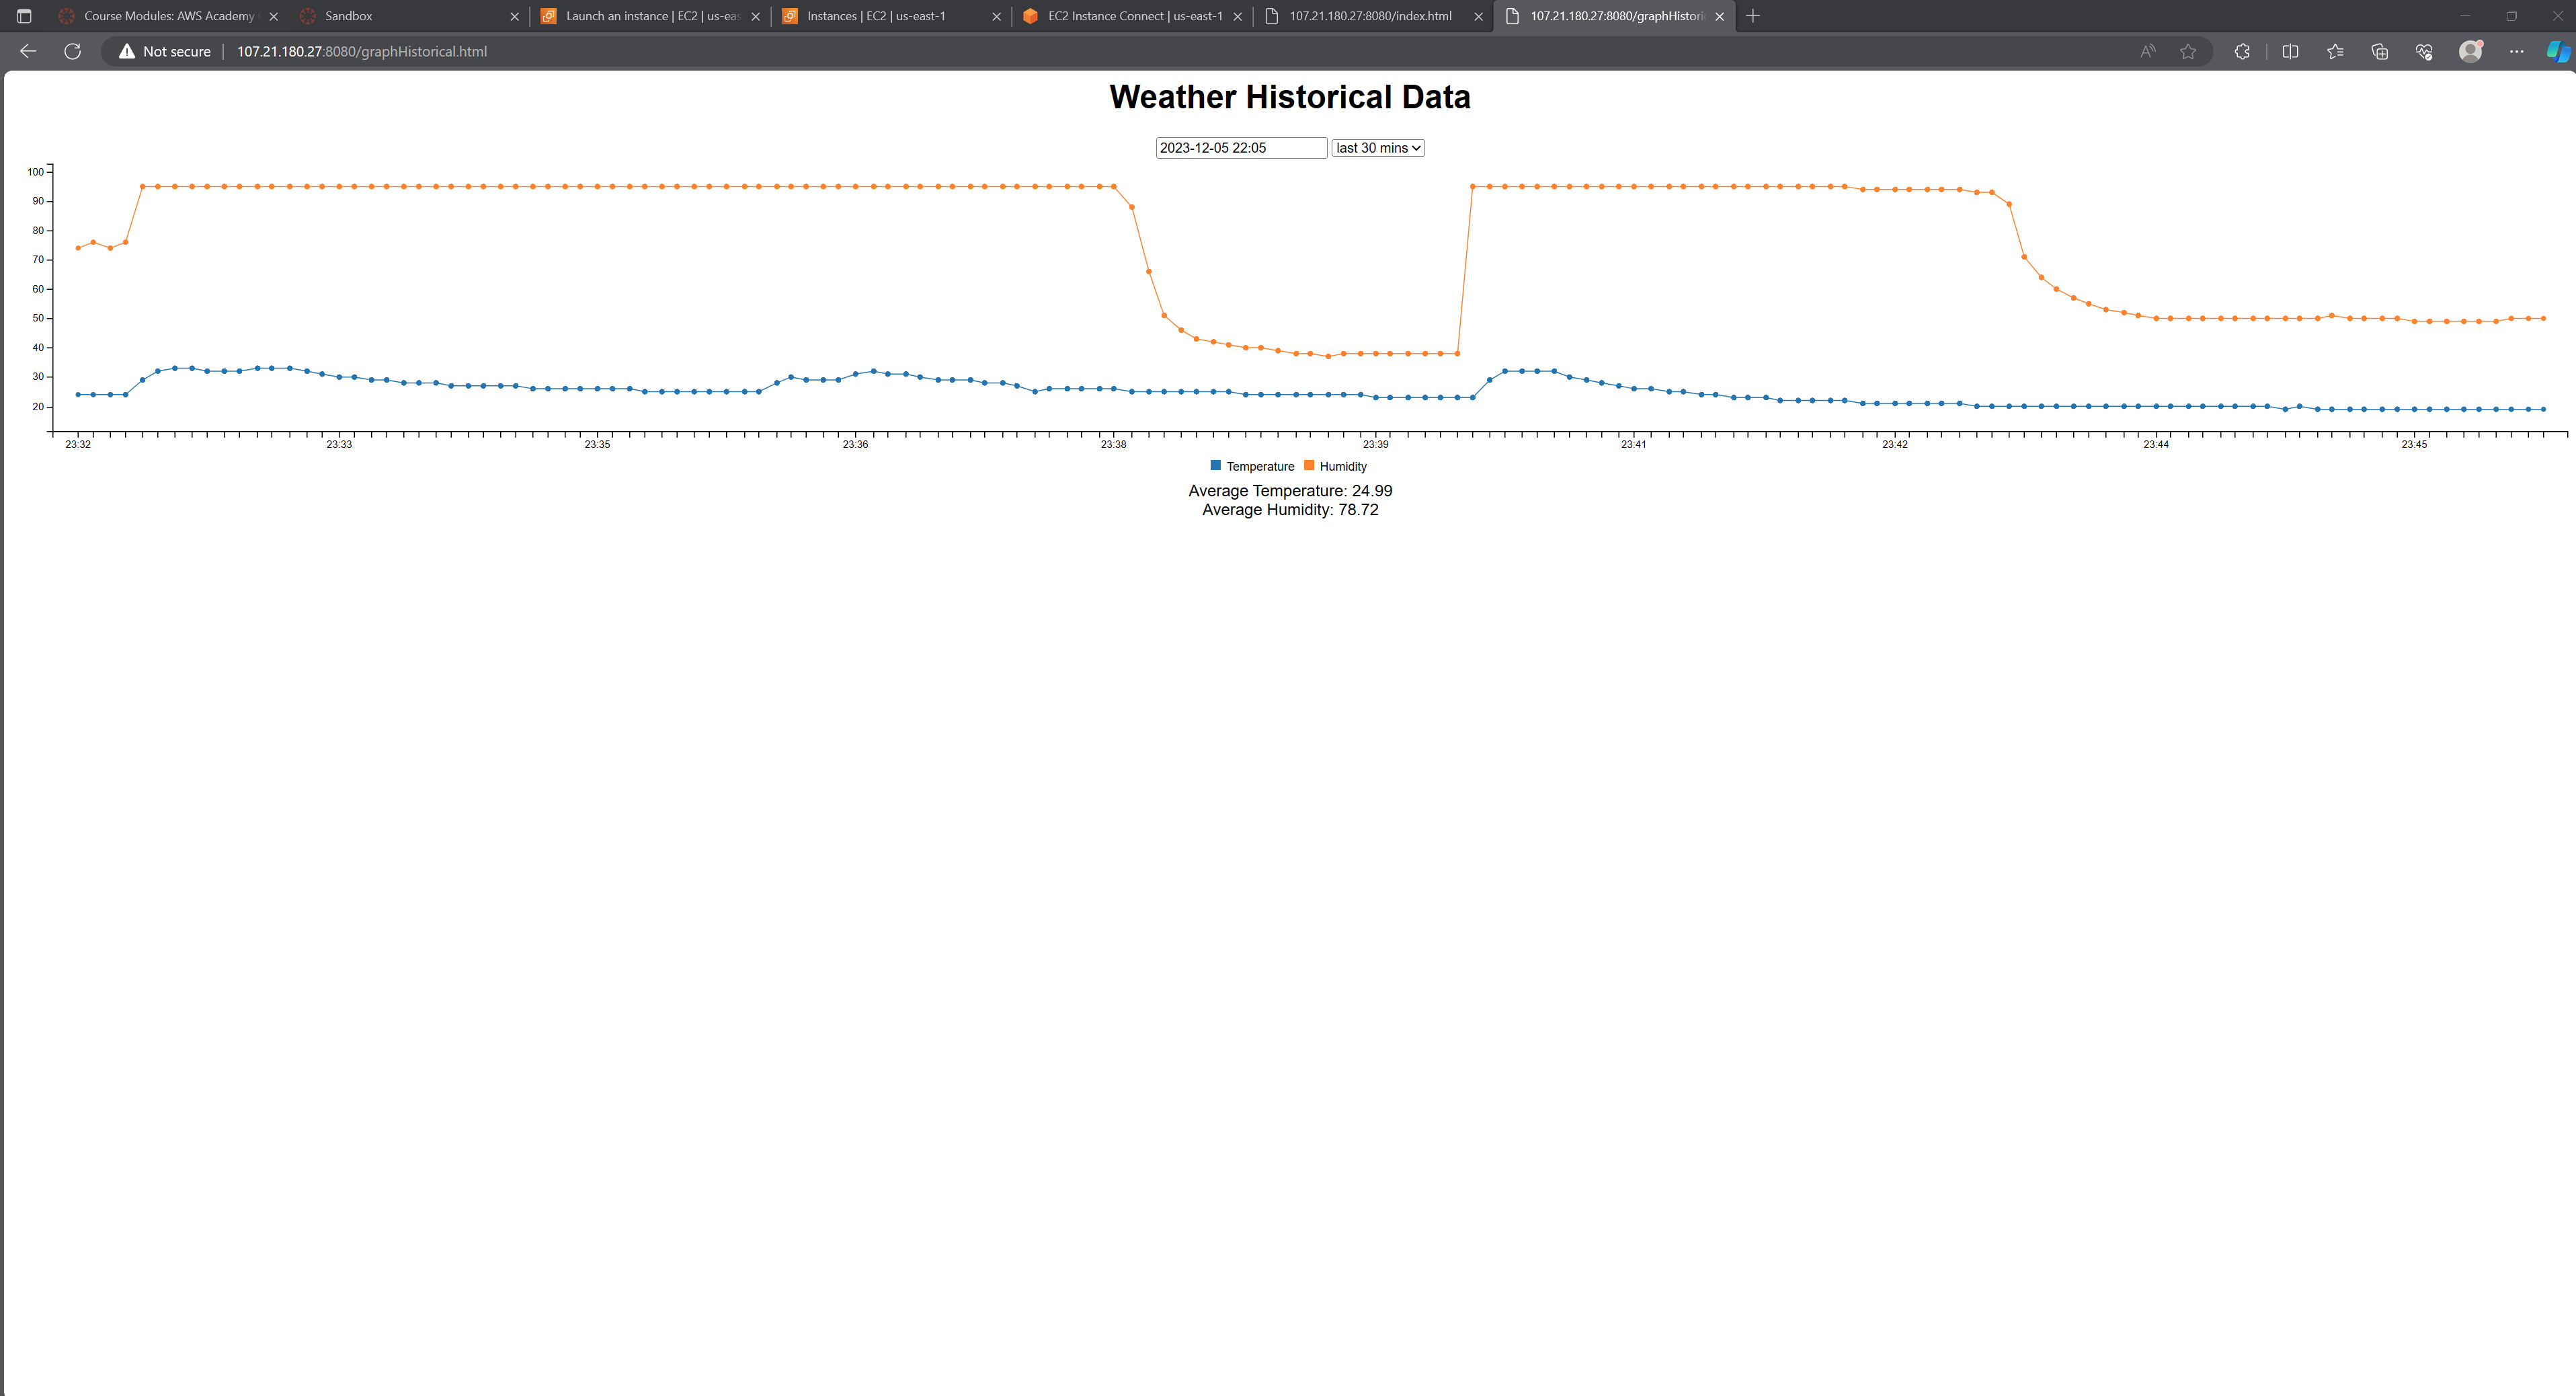 Course Modules: AWS Academy
Sandbox
Launch an instance | EC2 | us-eas
Instances | EC2 | us-east-1
EC2 Instance Connect | us-east-1
107.21.180.27:8080/index.html
107.21.180.27:8080/graphHistori
Not secure | 107.21.180.27:8080/graphHistorical.html
Weather Historical Data
2023-12-05 22:05 last 30 mins
100
90
80
70
60
50
40
30
20
23:32 23:33 23:35 23:36 23:38 23:39 23:41 23:42 23:44 23:45
Temperature Humidity
Average Temperature: 24.99
Average Humidity: 78.72